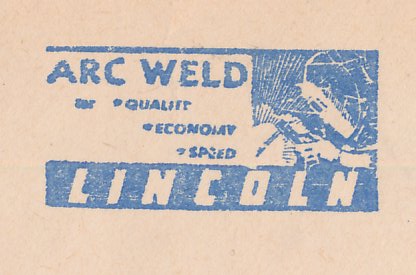 ARC WELD
for • QUALITY
• ECONOMY
• SPEED
LINCOLN